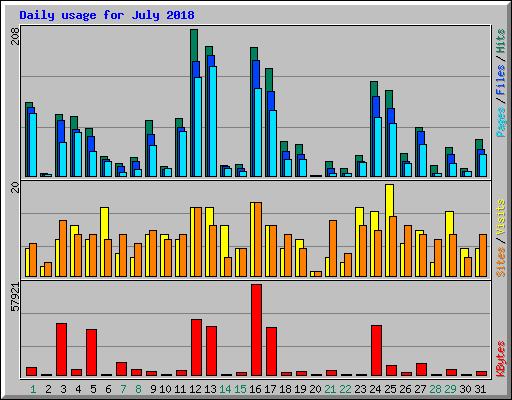 Daily usage for July 2018
208
Pages / Files / Hits
20
Sites / Visits
57921
KBytes
1 2 3 4 5 6 7 8 9 10 11 12 13 14 15 16 17 18 19 20 21 22 23 24 25 26 27 28 29 30 31